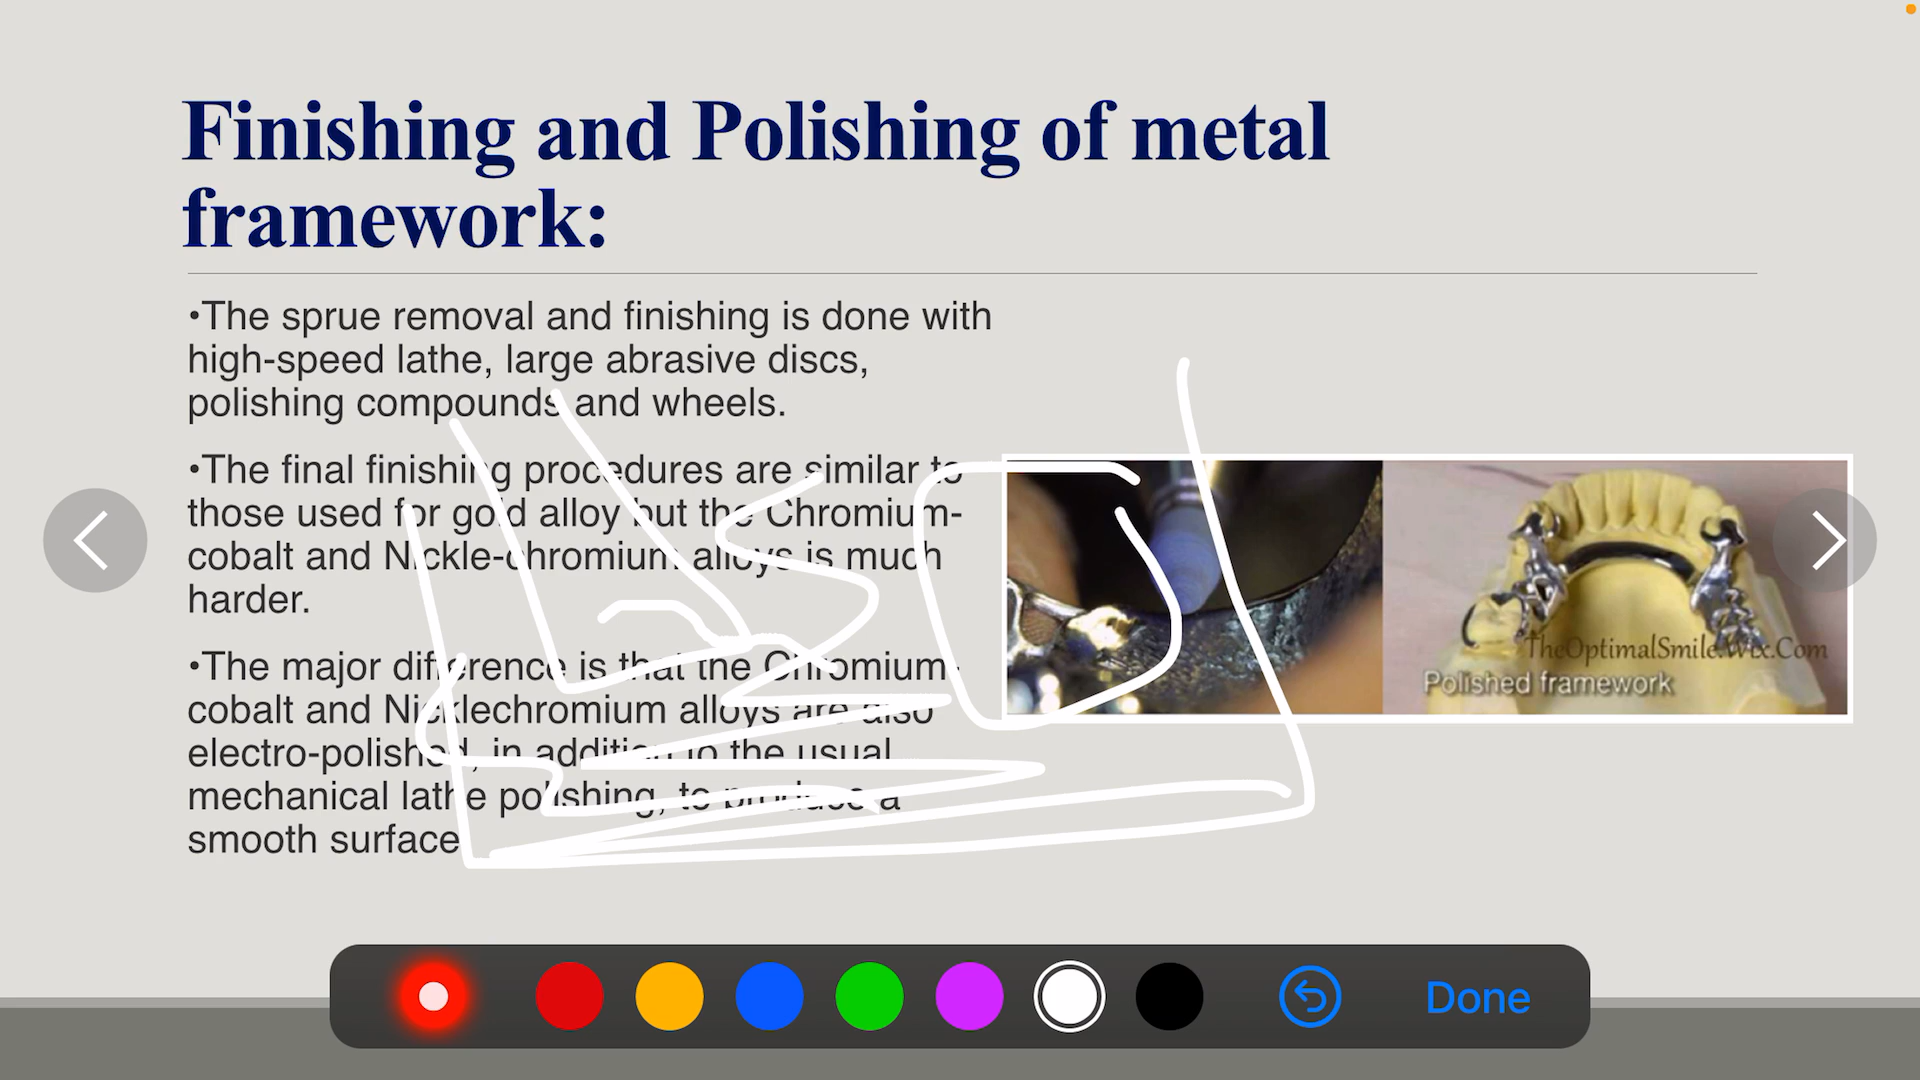 Finishing and Polishing of metal
framework:
•The sprue removal and finishing is done with
high-speed lathe, large abrasive discs,
polishing compounds and wheels.
•The final finishing procedures are similar to
those used for gold alloy but the Chromium-
cobalt and Nickle-chromium alloys is much
harder.
•The major difference is that the Chromium-
cobalt and Nicklechromium alloys are also
electro-polished, in addition to the usual
mechanical lathe polishing, to produce a
smooth surface
TheOptimalSmile.Wix.Com
Polished framework
Done